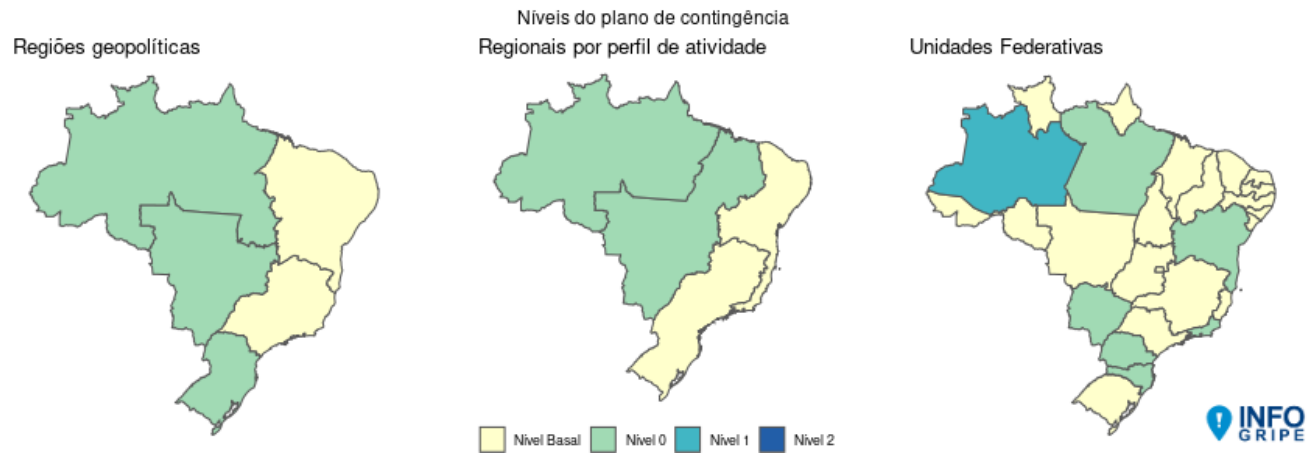 Níveis do plano de contingência
Regiões geopolíticas
Regionais por perfil de atividade
Unidades Federativas
Nível Basal
Nível 0
Nível 1
Nível 2
INFO
GRIPE